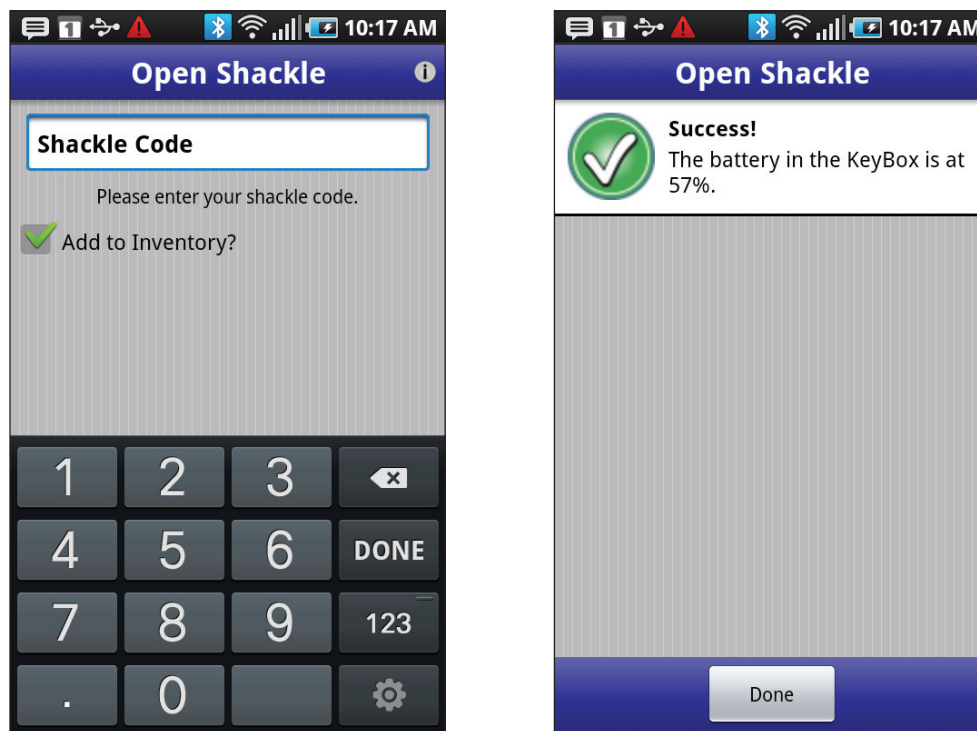 1 10:17 AM
Open Shackle
Shackle Code
Please enter your shackle code.
Add to Inventory?
1 2 3
4 5 6 DONE
7 8 9 123
. 0
1 10:17 AM
Open Shackle
Success!
The battery in the KeyBox is at
57%.
Done